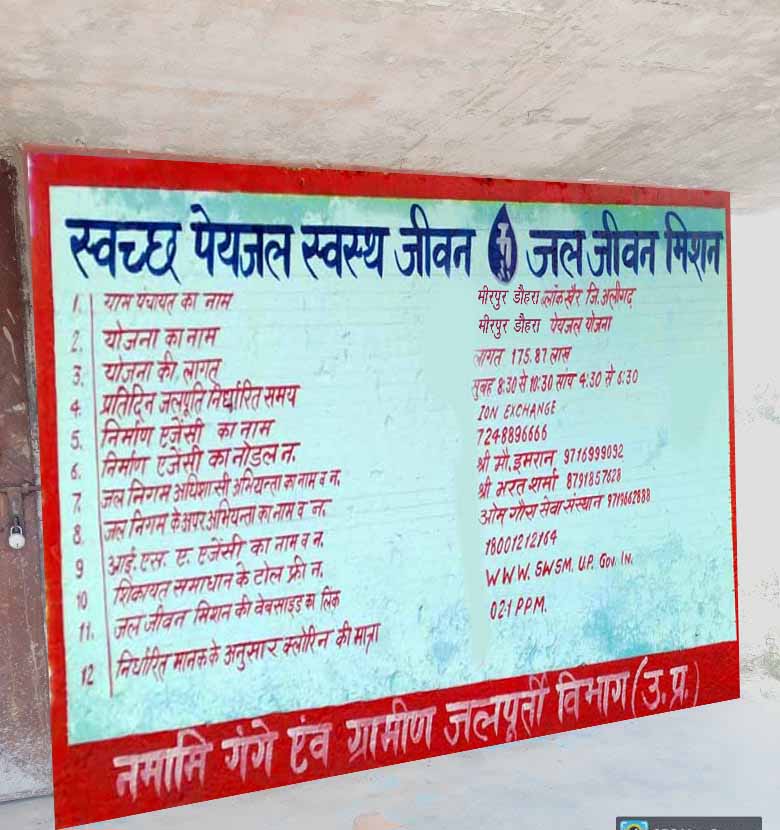 स्वच्छ पेयजल स्वस्थ जीवन जल जीवन मिशन
1. ग्राम पंचायत का नाम मीरपुर डौहरा ब्लॉक खैर जि. अलीगढ़
2. योजना का नाम मीरपुर डौहरा पेयजल योजना
3. योजना की लागत लागत 175.87 लाख
4. प्रतिदिन जलपूर्ति निर्धारित समय सुबह 8:30 से 10:30 सांय 4:30 से 6:30
5. निर्माण एजेंसी का नाम ION EXCHANGE
6. निर्माण एजेंसी का नोडल न. 7248896666
7. जल निगम अधिशासी अभियन्ता का नाम व न. श्री मौ. इमरान 9716999092
8. जल निगम के अपर अभियन्ता का नाम व न. श्री भरत शर्मा 8791857628
9 आई. एस. ए. एजेंसी का नाम व न. ओम गौरा सेवा संस्थान 9719662888
10 शिकायत समाधान के टोल फ्री न. 18001212164
11. जल जीवन मिशन की वेबसाइड का लिंक WWW. SWSM. U.P. Gov. In.
12 निर्धारित मानक के अनुसार क्लोरिन की मात्रा 0.21 PPM.
नमामि गंगे एंव ग्रामीण जलपूर्ती विभाग (उ.प्र.)